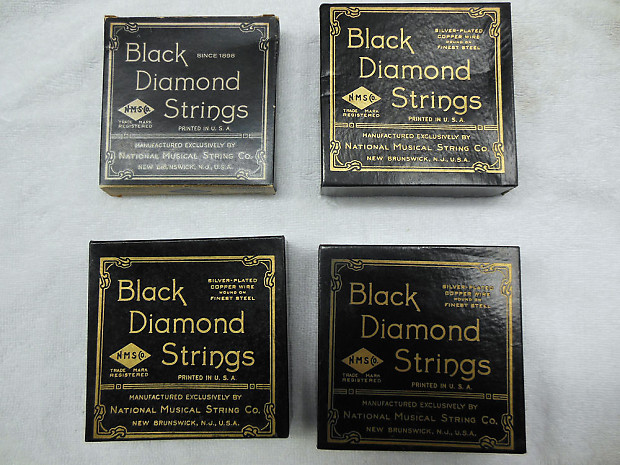 Black
SINCE 1898
Diamond
N.M.S.Co.
Strings
TRADE MARK
REGISTERED
PRINTED IN U. S. A.
MANUFACTURED EXCLUSIVELY BY
NATIONAL MUSICAL STRING CO.
NEW BRUNSWICK, N.J., U.S.A.
Black
SILVER-PLATED
COPPER WIRE
WOUND ON
FINEST STEEL
Diamond
N.M.S.Co.
Strings
TRADE MARK
REGISTERED
PRINTED IN U. S. A.
MANUFACTURED EXCLUSIVELY BY
NATIONAL MUSICAL STRING CO.
NEW BRUNSWICK, N.J., U.S.A.
Black
SILVER-PLATED
COPPER WIRE
WOUND ON
FINEST STEEL
Diamond
N.M.S.Co.
Strings
TRADE MARK
REGISTERED
PRINTED IN U. S. A.
MANUFACTURED EXCLUSIVELY BY
NATIONAL MUSICAL STRING CO.
NEW BRUNSWICK, N.J., U.S.A.
Black
SILVER-PLATED
COPPER WIRE
WOUND ON
FINEST STEEL
Diamond
N.M.S.Co.
Strings
TRADE MARK
REGISTERED
PRINTED IN U. S. A.
MANUFACTURED EXCLUSIVELY BY
NATIONAL MUSICAL STRING CO.
NEW BRUNSWICK, N.J., U.S.A.